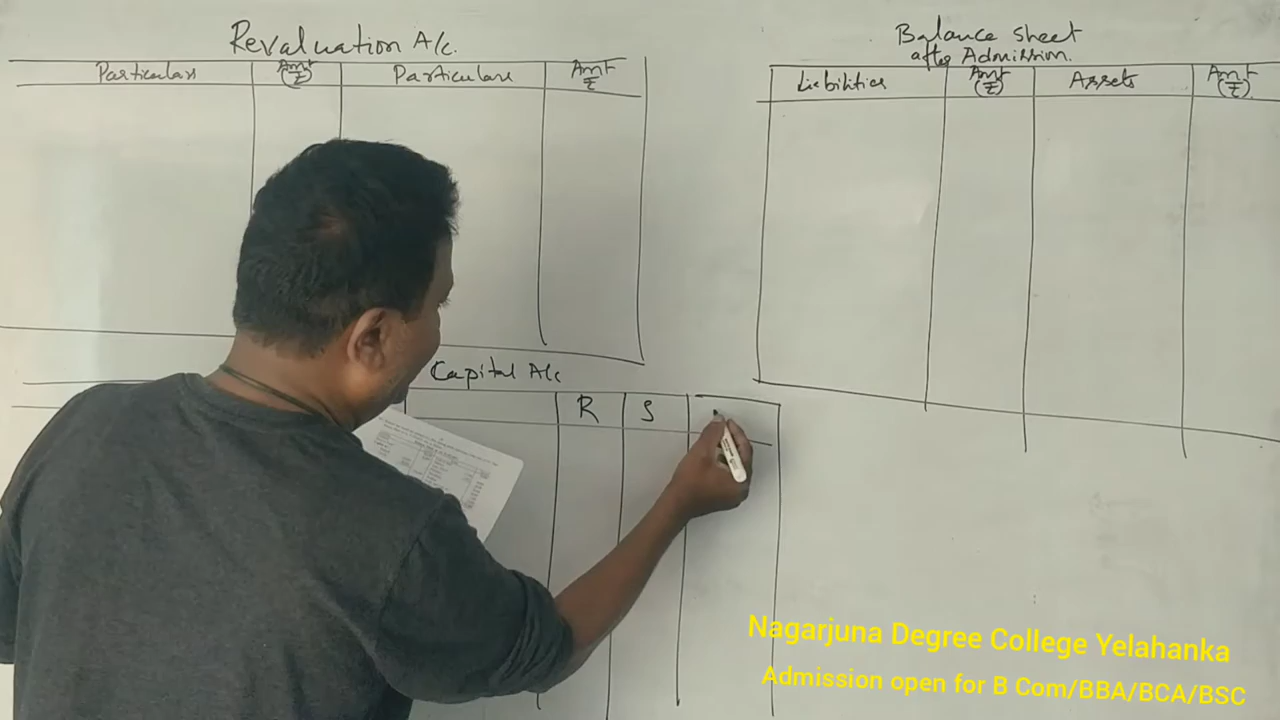 Revaluation A/c.
Particulars Amt ₹ Particulars Amt ₹
Balance Sheet
after Admission.
Liabilities Amt (₹) Assets Amt (₹)
Capital A/c
R S
Nagarjuna Degree College Yelahanka
Admission open for B Com/BBA/BCA/BSC